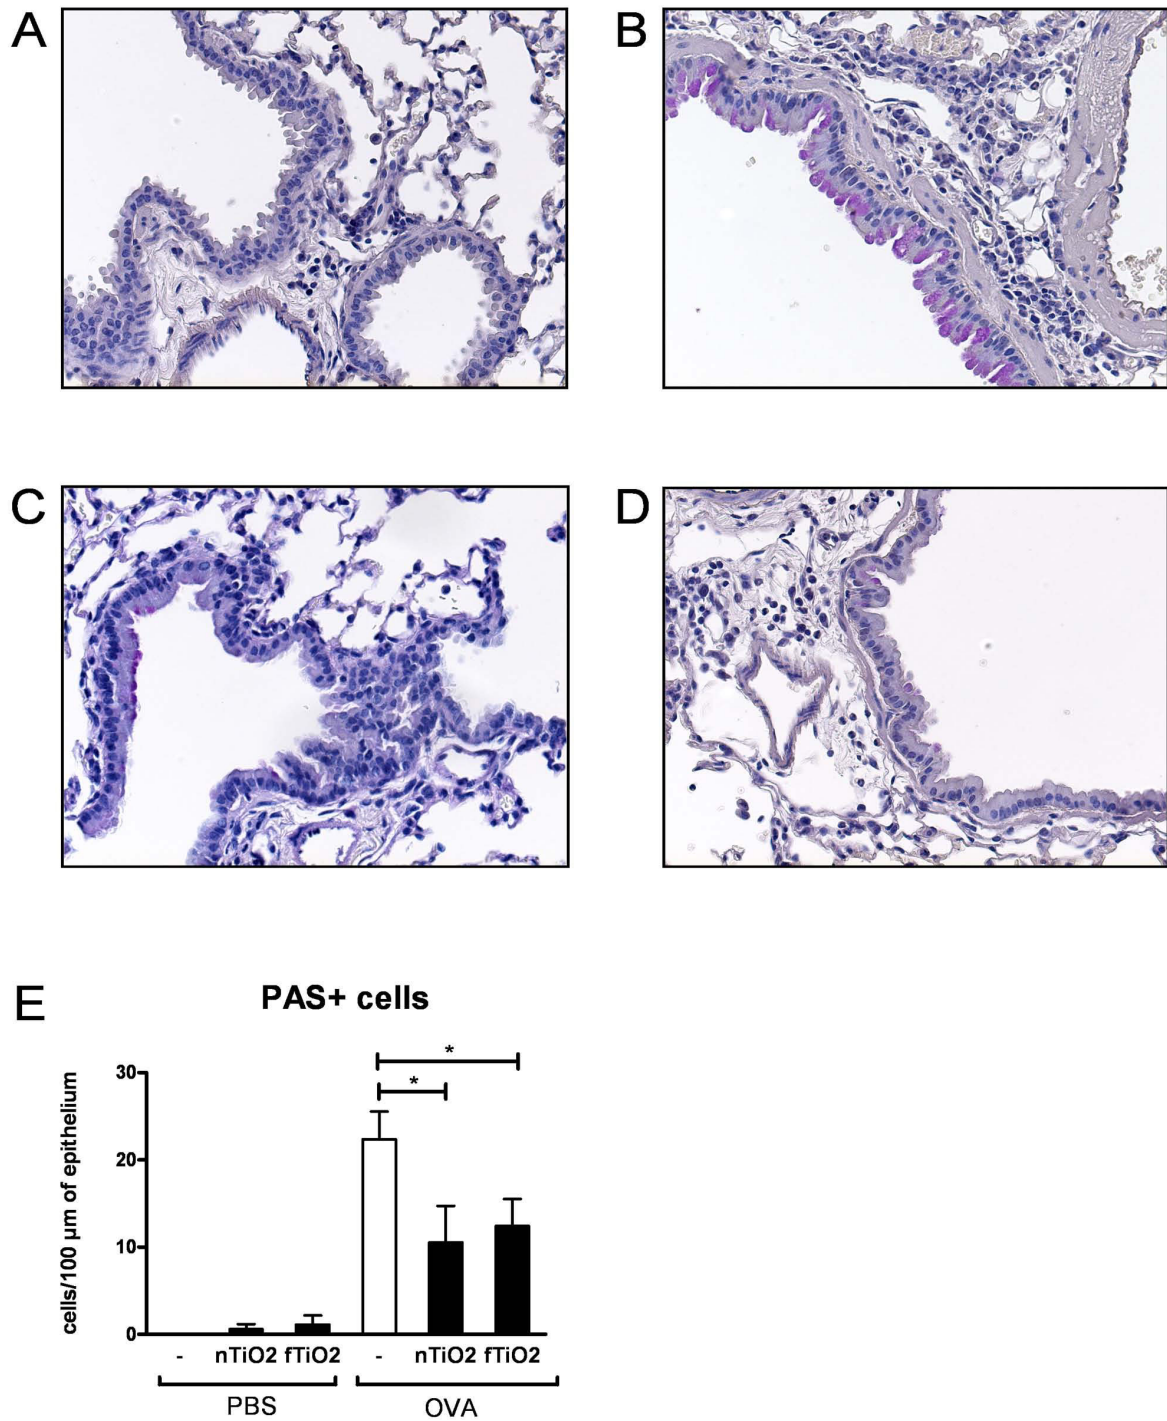 A
B
C
D
E
PAS+ cells
*
*
cells/100 µm of epithelium
30
20
10
0
- nTiO2 fTiO2 - nTiO2 fTiO2
PBS OVA